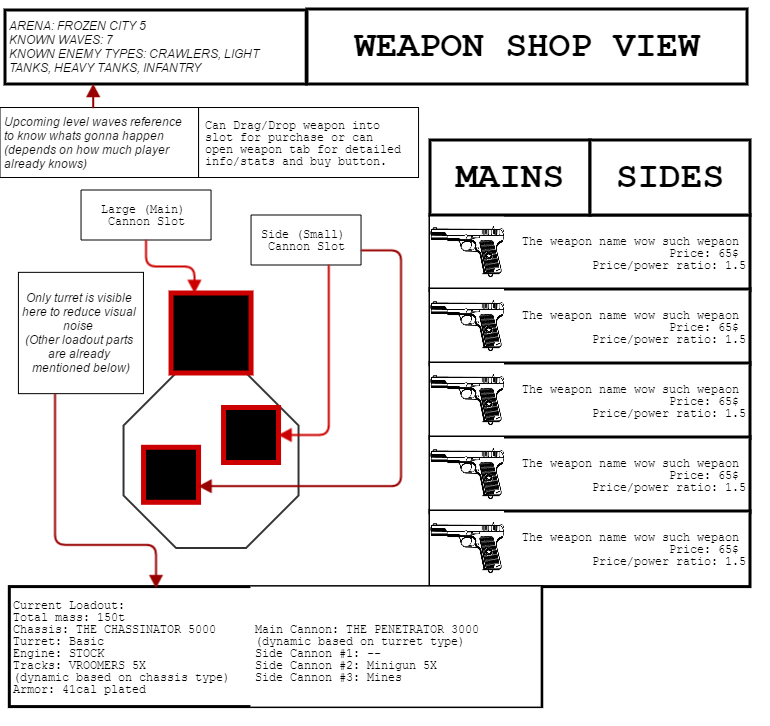 ARENA: FROZEN CITY 5
KNOWN WAVES: 7
KNOWN ENEMY TYPES: CRAWLERS, LIGHT
TANKS, HEAVY TANKS, INFANTRY
WEAPON SHOP VIEW
Upcoming level waves reference
to know whats gonna happen
(depends on how much player
already knows)
Can Drag/Drop weapon into
slot for purchase or can
open weapon tab for detailed
info/stats and buy button.
MAINS
SIDES
Large (Main)
Cannon Slot
Side (Small)
Cannon Slot
Only turret is visible
here to reduce visual
noise
(Other loadout parts
are already
mentioned below)
The weapon name wow such wepaon
Price: 65$
Price/power ratio: 1.5
The weapon name wow such wepaon
Price: 65$
Price/power ratio: 1.5
The weapon name wow such wepaon
Price: 65$
Price/power ratio: 1.5
The weapon name wow such wepaon
Price: 65$
Price/power ratio: 1.5
The weapon name wow such wepaon
Price: 65$
Price/power ratio: 1.5
Current Loadout:
Total mass: 150t
Chassis: THE CHASSINATOR 5000
Turret: Basic
Engine: STOCK
Tracks: VROOMERS 5X
(dynamic based on chassis type)
Armor: 41cal plated
Main Cannon: THE PENETRATOR 3000
(dynamic based on turret type)
Side Cannon #1: --
Side Cannon #2: Minigun 5X
Side Cannon #3: Mines